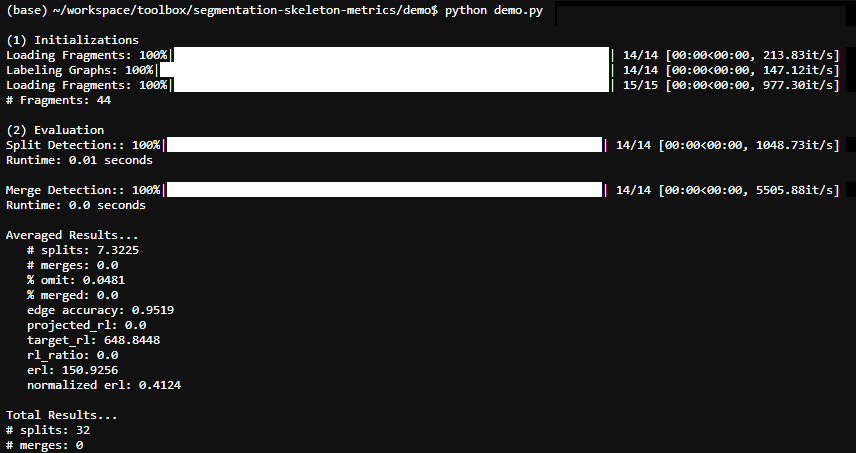 (base) ~/workspace/toolbox/segmentation-skeleton-metrics/demo$ python demo.py
(1) Initializations
Loading Fragments: 100%| | 14/14 [00:00<00:00, 213.83it/s]
Labeling Graphs: 100%| | 14/14 [00:00<00:00, 147.12it/s]
Loading Fragments: 100%| | 15/15 [00:00<00:00, 977.30it/s]
# Fragments: 44
(2) Evaluation
Split Detection:: 100%| | 14/14 [00:00<00:00, 1048.73it/s]
Runtime: 0.01 seconds
Merge Detection:: 100%| | 14/14 [00:00<00:00, 5505.88it/s]
Runtime: 0.0 seconds
Averaged Results...
# splits: 7.3225
# merges: 0.0
% omit: 0.0481
% merged: 0.0
edge accuracy: 0.9519
projected_rl: 0.0
target_rl: 648.8448
rl_ratio: 0.0
erl: 150.9256
normalized erl: 0.4124
Total Results...
# splits: 32
# merges: 0